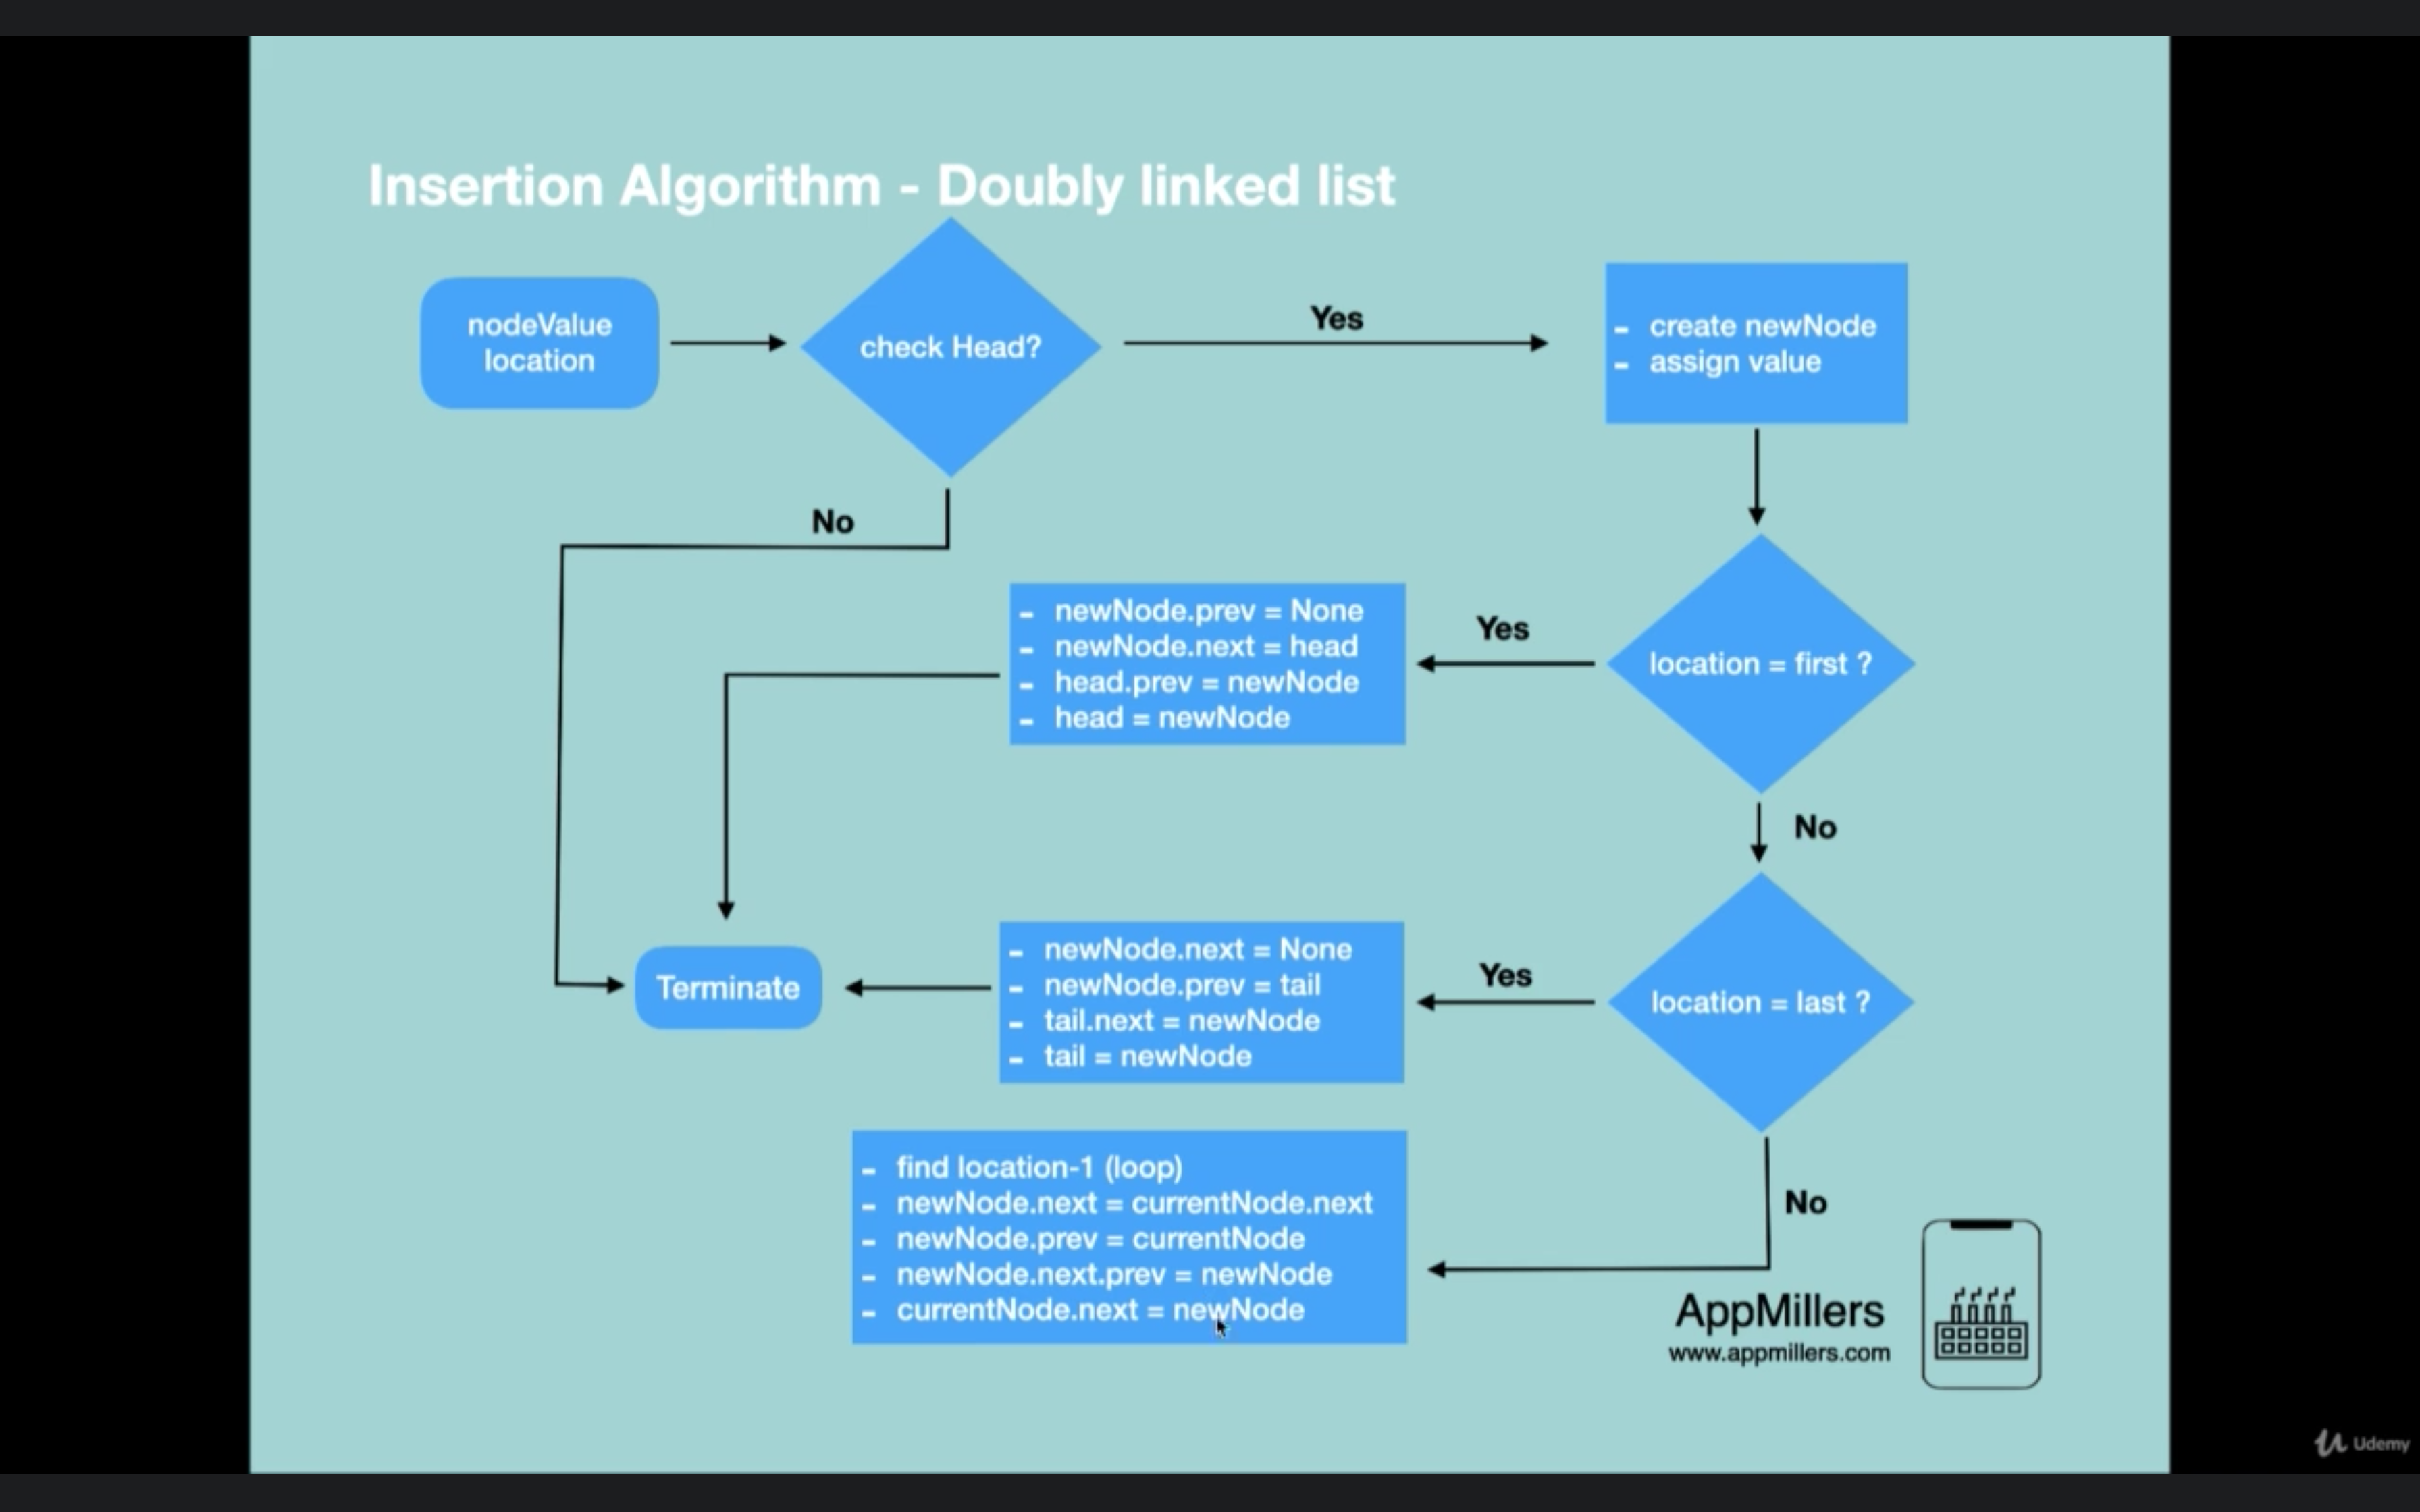 Insertion Algorithm - Doubly linked list
nodeValue
location
check Head?
Yes
- create newNode
- assign value
No
- newNode.prev = None
- newNode.next = head
- head.prev = newNode
- head = newNode
Yes
location = first ?
No
Terminate
- newNode.next = None
- newNode.prev = tail
- tail.next = newNode
- tail = newNode
Yes
location = last ?
- find location-1 (loop)
- newNode.next = currentNode.next
- newNode.prev = currentNode
- newNode.next.prev = newNode
- currentNode.next = newNode
No
AppMillers
www.appmillers.com
Udemy